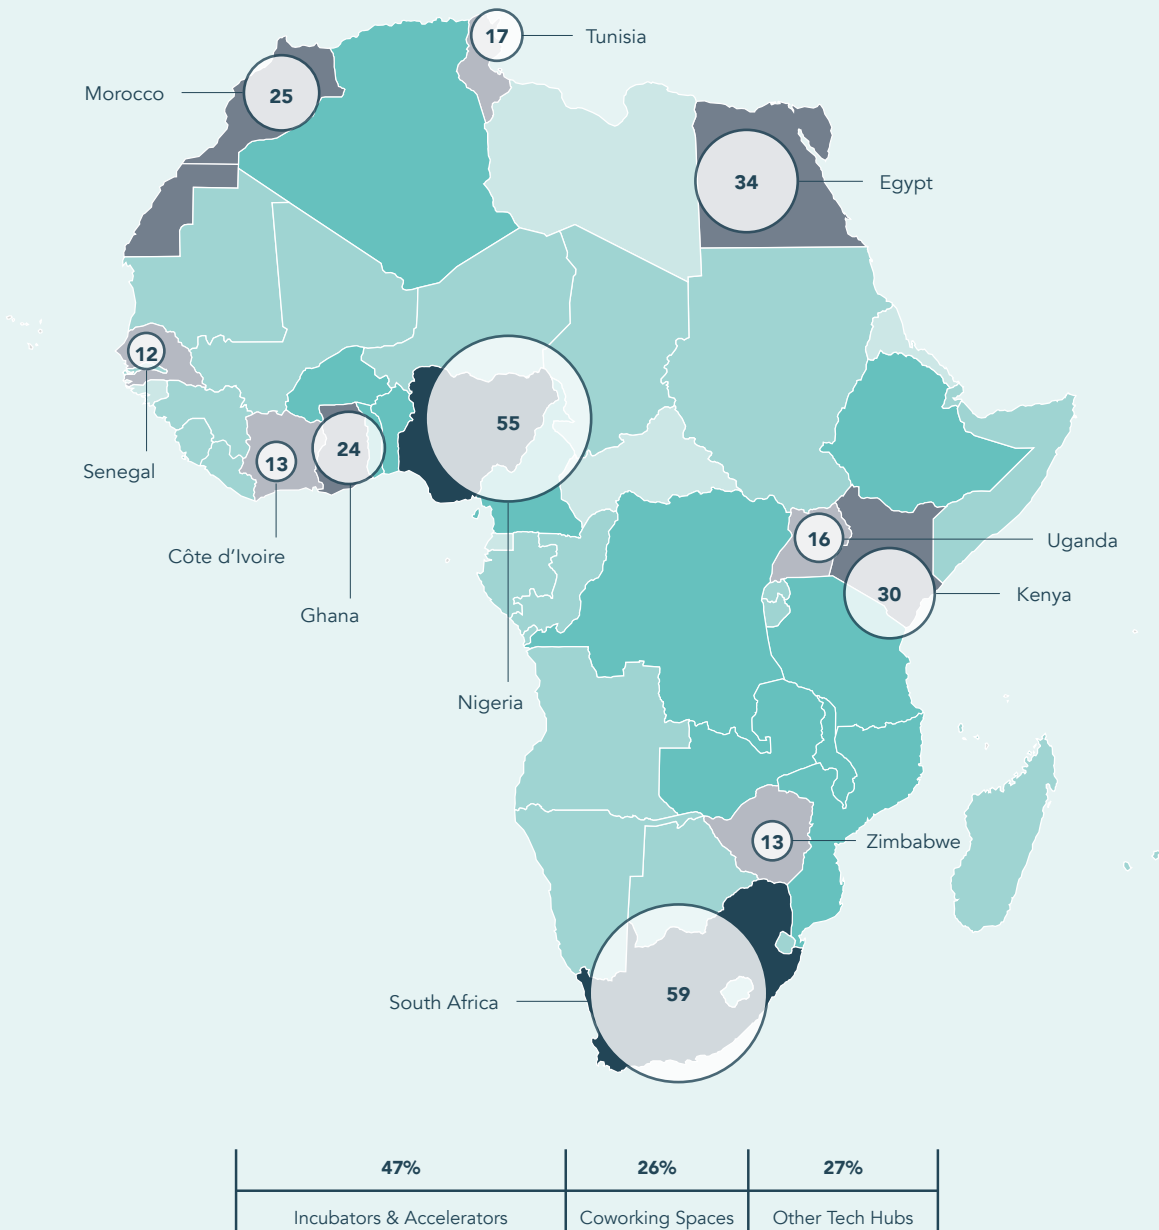 17
Tunisia
Morocco
25
34
Egypt
12
55
24
13
Senegal
16
Uganda
Côte d’Ivoire
30
Kenya
Ghana
Nigeria
13
Zimbabwe
59
South Africa
47%
26%
27%
Incubators & Accelerators
Coworking Spaces
Other Tech Hubs